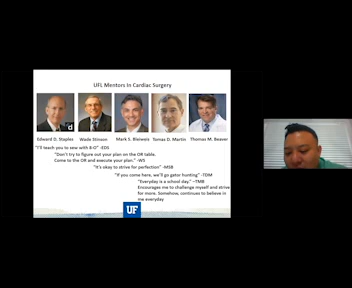 UFL Mentors in Cardiac Surgery
Edward D. Staples Wade Stinson Mark S. Bleiweis Tomas D. Martin Thomas M. Beaver
"I'll teach you to sew with 8-O" -EDS
"Don't try to figure out your plan on the OR table.
Come to the OR and execute your plan." -WS
"It's okay to strive for perfection" -MSB
"If you come here, we'll go gator hunting" -TDM
"Everyday is a school day." -TMB
Encourages me to challenge myself and strive
for more. Somehow, continues to believe in
me everyday
UF